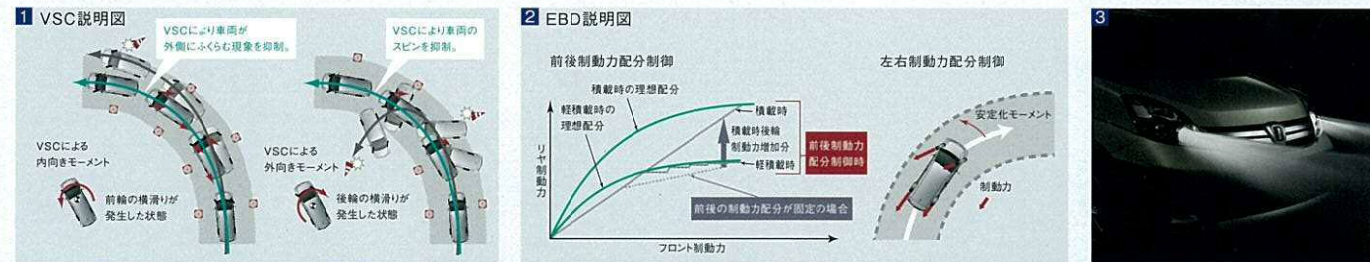 1 VSC説明図
VSCにより車両が
外側にふくらむ現象を抑制。
VSCにより車両の
スピンを抑制。
VSCによる
内向きモーメント
前輪の横滑りが
発生した状態
VSCによる
外向きモーメント
後輪の横滑りが
発生した状態
2 EBD説明図
前後制動力配分制御
積載時の理想配分
軽積載時の
理想配分
積載時
積載時後輪
制動力増加分
軽積載時
前後制動力
配分制御時
前後の制動力配分が固定の場合
リヤ制動力
フロント制動力
左右制動力配分制御
安定化モーメント
制動力
3